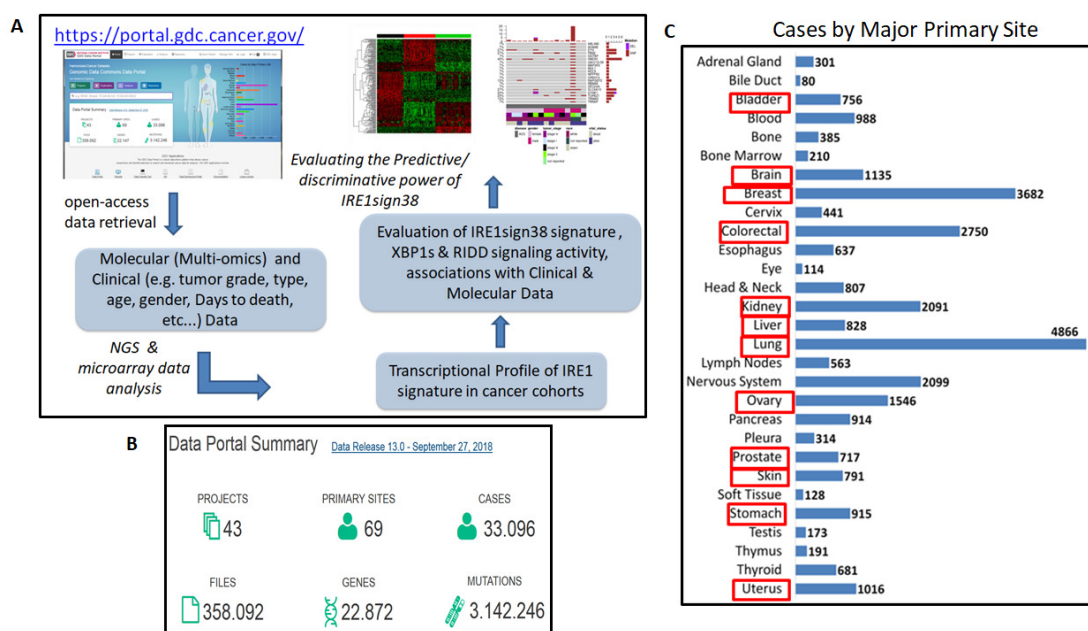 A
https://portal.gdc.cancer.gov/
Genomic Data Commons Data Portal
Data Portal Summary
open-access
data retrieval
Molecular (Multi-omics) and
Clinical (e.g. tumor grade, type,
age, gender, Days to death,
etc...) Data
NGS &
microarray data
analysis
Transcriptional Profile of IRE1
signature in cancer cohorts
Evaluation of IRE1sign38 signature ,
XBP1s & RIDD signaling activity,
associations with Clinical &
Molecular Data
Evaluating the Predictive/
discriminative power of
IRE1sign38
B
Data Portal Summary Data Release 13.0 - September 27, 2018
PROJECTS PRIMARY SITES CASES
43 69 33.096
FILES GENES MUTATIONS
358.092 22.872 3.142.246
C
Cases by Major Primary Site
Adrenal Gland 301
Bile Duct 80
Bladder 756
Blood 988
Bone 385
Bone Marrow 210
Brain 1135
Breast 3682
Cervix 441
Colorectal 2750
Esophagus 637
Eye 114
Head & Neck 807
Kidney 2091
Liver 828
Lung 4866
Lymph Nodes 563
Nervous System 2099
Ovary 1546
Pancreas 914
Pleura 314
Prostate 717
Skin 791
Soft Tissue 128
Stomach 915
Testis 173
Thymus 191
Thyroid 681
Uterus 1016